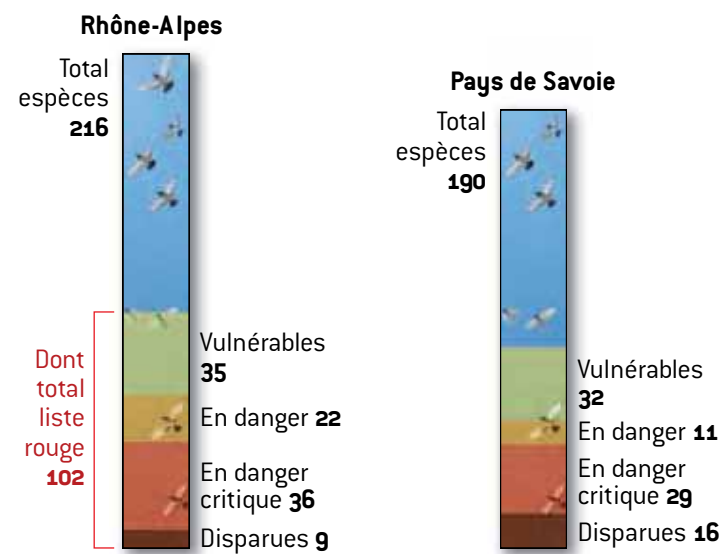 Rhône-Alpes
Total
espèces
216
Dont
total
liste
rouge
102
Vulnérables
35
En danger 22
En danger
critique 36
Disparues 9
Pays de Savoie
Total
espèces
190
Vulnérables
32
En danger 11
En danger
critique 29
Disparues 16